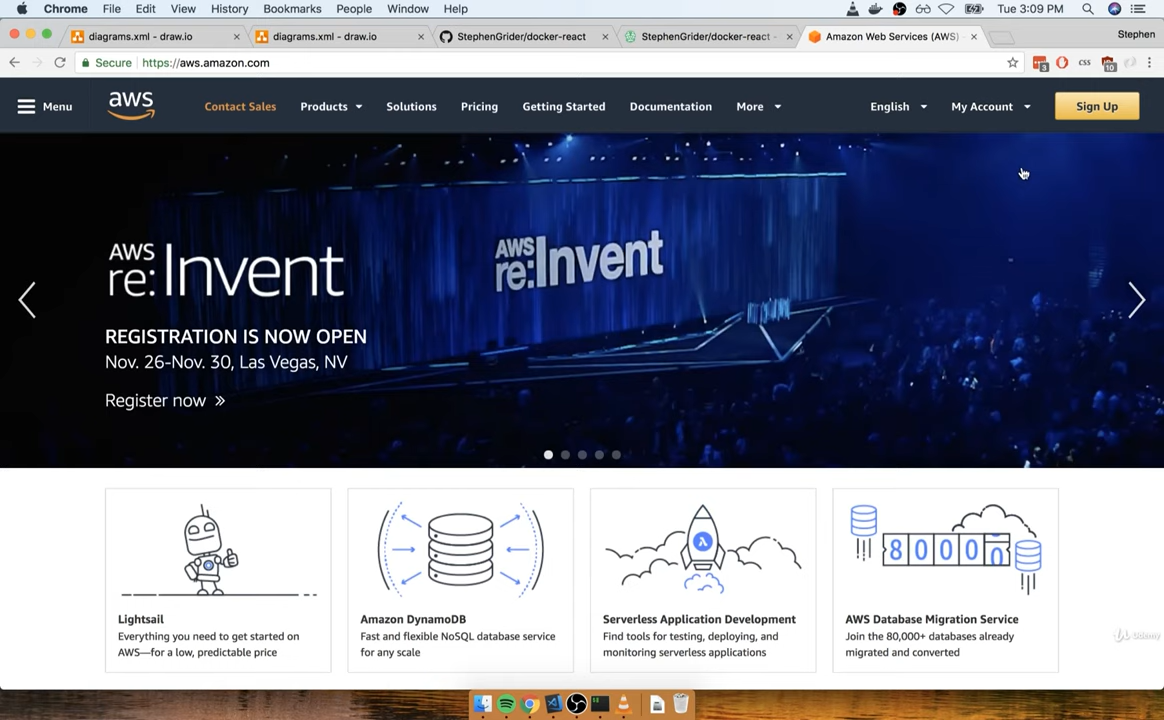 Chrome File Edit View History Bookmarks People Window Help Tue 3:09 PM
diagrams.xml - draw.io diagrams.xml - draw.io StephenGrider/docker-react StephenGrider/docker-react - Amazon Web Services (AWS) Stephen
Secure https://aws.amazon.com 3 css 10
Menu aws Contact Sales Products Solutions Pricing Getting Started Documentation More English My Account Sign Up
AWS
re:Invent
AWS
re:Invent
REGISTRATION IS NOW OPEN
Nov. 26-Nov. 30, Las Vegas, NV
Register now »
λ
80000
Lightsail
Everything you need to get started on
AWS—for a low, predictable price
Amazon DynamoDB
Fast and flexible NoSQL database service
for any scale
Serverless Application Development
Find tools for testing, deploying, and
monitoring serverless applications
AWS Database Migration Service
Join the 80,000+ databases already
migrated and converted
Udemy